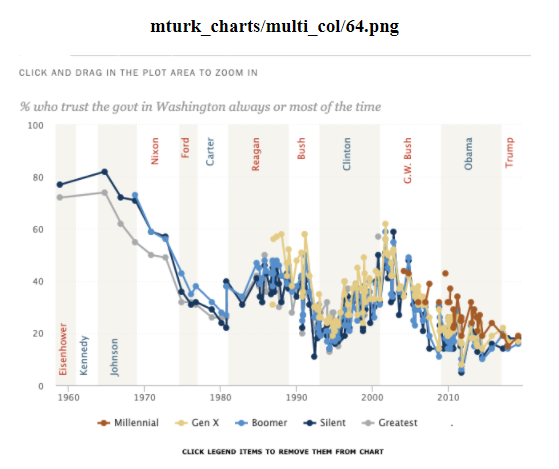 mturk_charts/multi_col/64.png
CLICK AND DRAG IN THE PLOT AREA TO ZOOM IN
% who trust the govt in Washington always or most of the time
100
80
60
40
20
0
Eisenhower
Kennedy
Johnson
Nixon
Ford
Carter
Reagan
Bush
Clinton
G.W. Bush
Obama
Trump
1960 1970 1980 1990 2000 2010
Millennial Gen X Boomer Silent Greatest .
CLICK LEGEND ITEMS TO REMOVE THEM FROM CHART